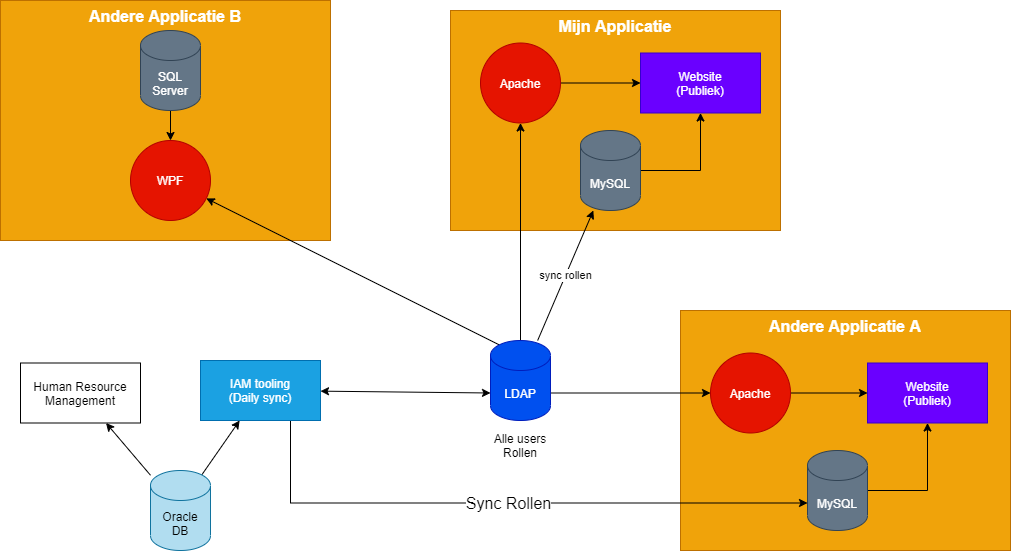 Andere Applicatie B
SQL
Server
WPF
Mijn Applicatie
Apache
Website
(Publiek)
MySQL
sync rollen
Andere Applicatie A
Human Resource
Management
IAM tooling
(Daily sync)
LDAP
Alle users
Rollen
Apache
Website
(Publiek)
Oracle
DB
Sync Rollen
MySQL